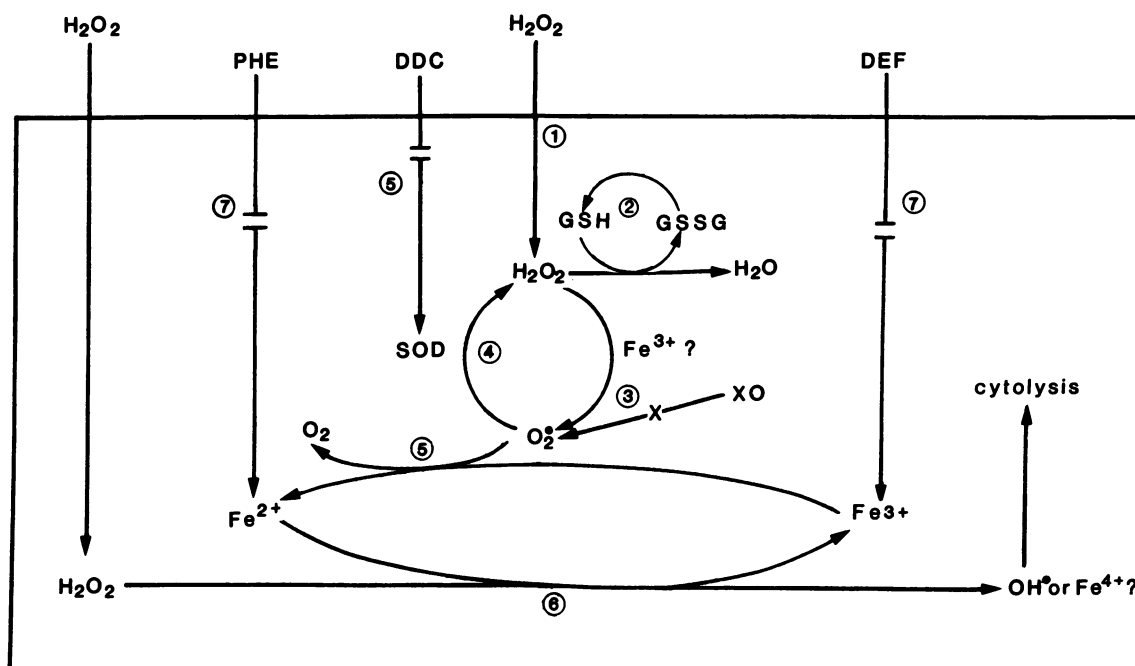 H₂O₂
H₂O₂
PHE
DDC
DEF
①
⑤
⑦
②
⑦
GSH
GSSG
H₂O₂
H₂O
SOD
④
Fe³⁺ ?
③
XO
X
cytolysis
O₂
⑤
O₂•
Fe²⁺
Fe3+
H₂O₂
⑥
OH• or Fe⁴⁺?